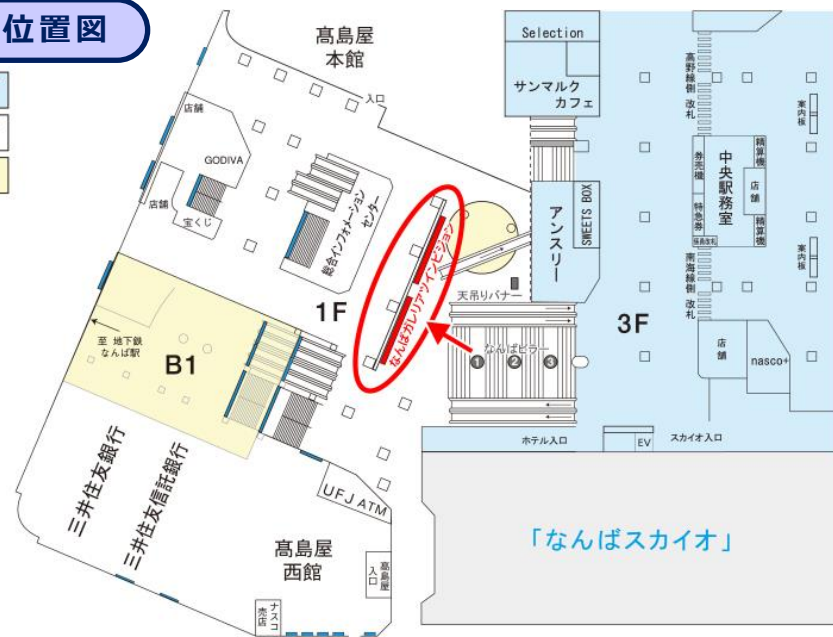 位置図
髙島屋
本館
入口
店舗
GODIVA
店舗
宝くじ
総合インフォメーション
センター
なんばガレリアツインビジョン
1F
B1
至 地下鉄
なんば駅
三井住友銀行
三井住友信託銀行
UFJ ATM
髙島屋
西館
髙島屋
入口
ナスコ
売店
Selection
サンマルク
カフェ
アンスリー
SWEETS BOX
天吊りバナー
なんばピラー
❶ ❷ ❸
3F
高野線側 改札
案内板
券売機
特急券
中央駅務室
精算機
店舗
精算機
南海線側 改札
案内板
店舗
nasco+
ホテル入口
EV
スカイオ入口
「なんばスカイオ」